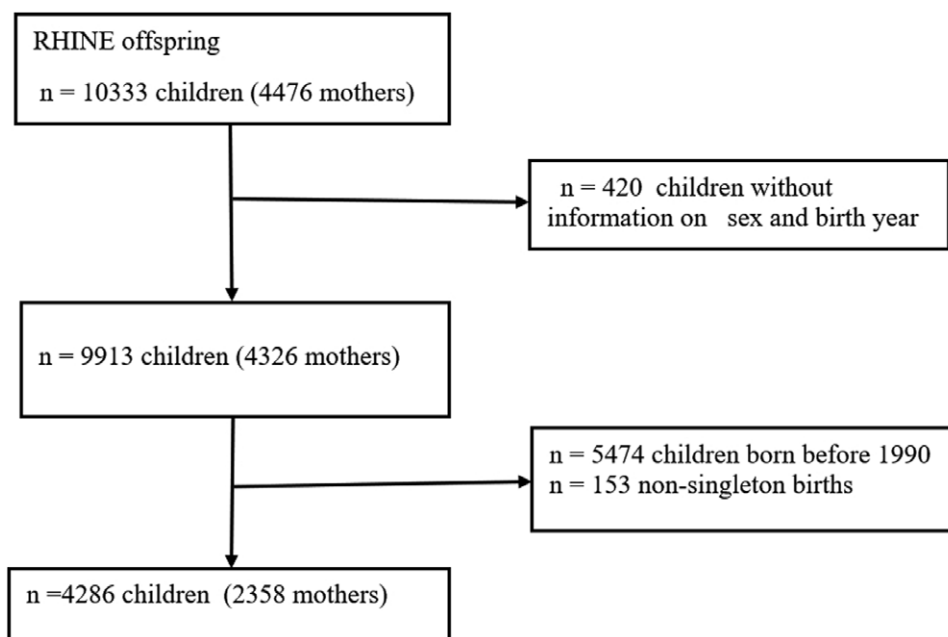 RHINE offspring
n = 10333 children (4476 mothers)
n = 420 children without
information on sex and birth year
n = 9913 children (4326 mothers)
n = 5474 children born before 1990
n = 153 non-singleton births
n =4286 children (2358 mothers)